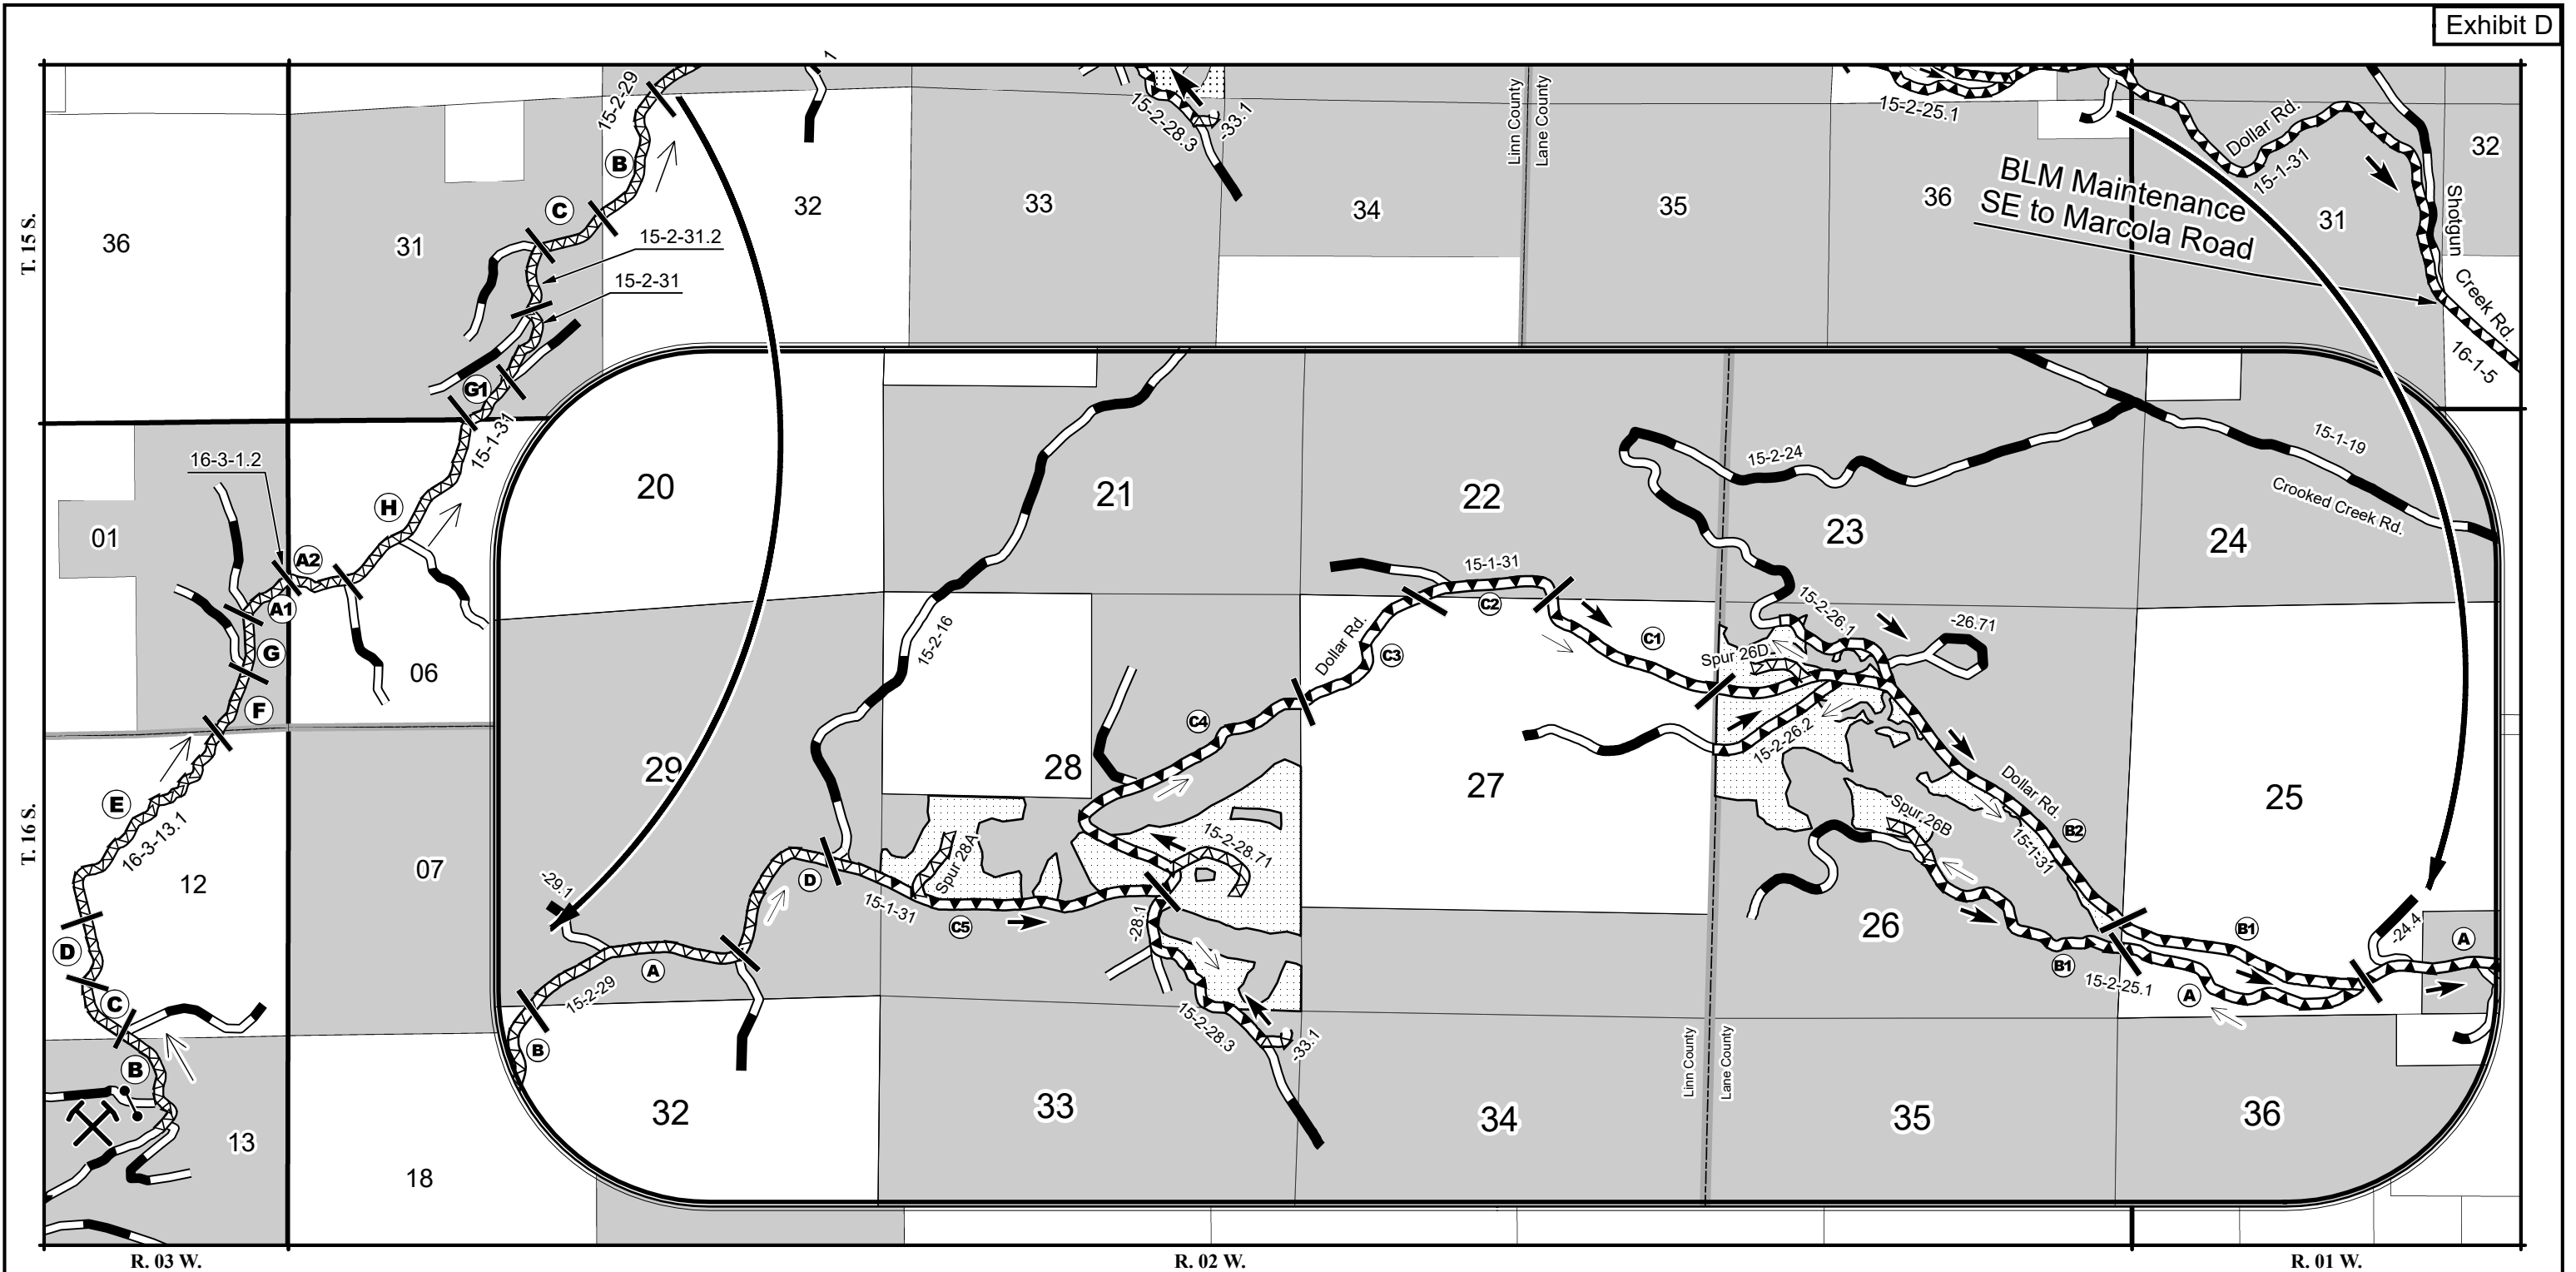 Exhibit D
1
15-2-29
B
C
36
31
32
33
34
35
36
31
32
15-2-28.3
-33.1
Linn County
Lane County
15-2-25.1
Dollar Rd.
15-1-31
Shotgun
Creek Rd.
16-1-5
BLM Maintenance
SE to Marcola Road
15-2-31.2
15-2-31
T. 15 S.
G1
15-1-31
16-3-1.2
01
H
A2
A1
G
F
06
E
16-3-13.1
12
07
T. 16 S.
D
C
B
13
18
20
21
22
23
24
15-2-24
15-1-19
Crooked Creek Rd.
15-1-31
C2
15-2-16
Dollar Rd.
C3
C1
15-2-26.1
-26.71
Spur 26D
C4
15-2-26.2
29
28
27
25
Dollar Rd.
B2
15-1-31
Spur 26B
15-2-28.71
Spur 28A
-29.1
D
15-1-31
C5
-28.1
26
B1
-24.4
A
A
15-2-29
B1
15-2-25.1
A
B
15-2-28.3
-33.1
Linn County
Lane County
32
33
34
35
36
R. 03 W.
R. 02 W.
R. 01 W.